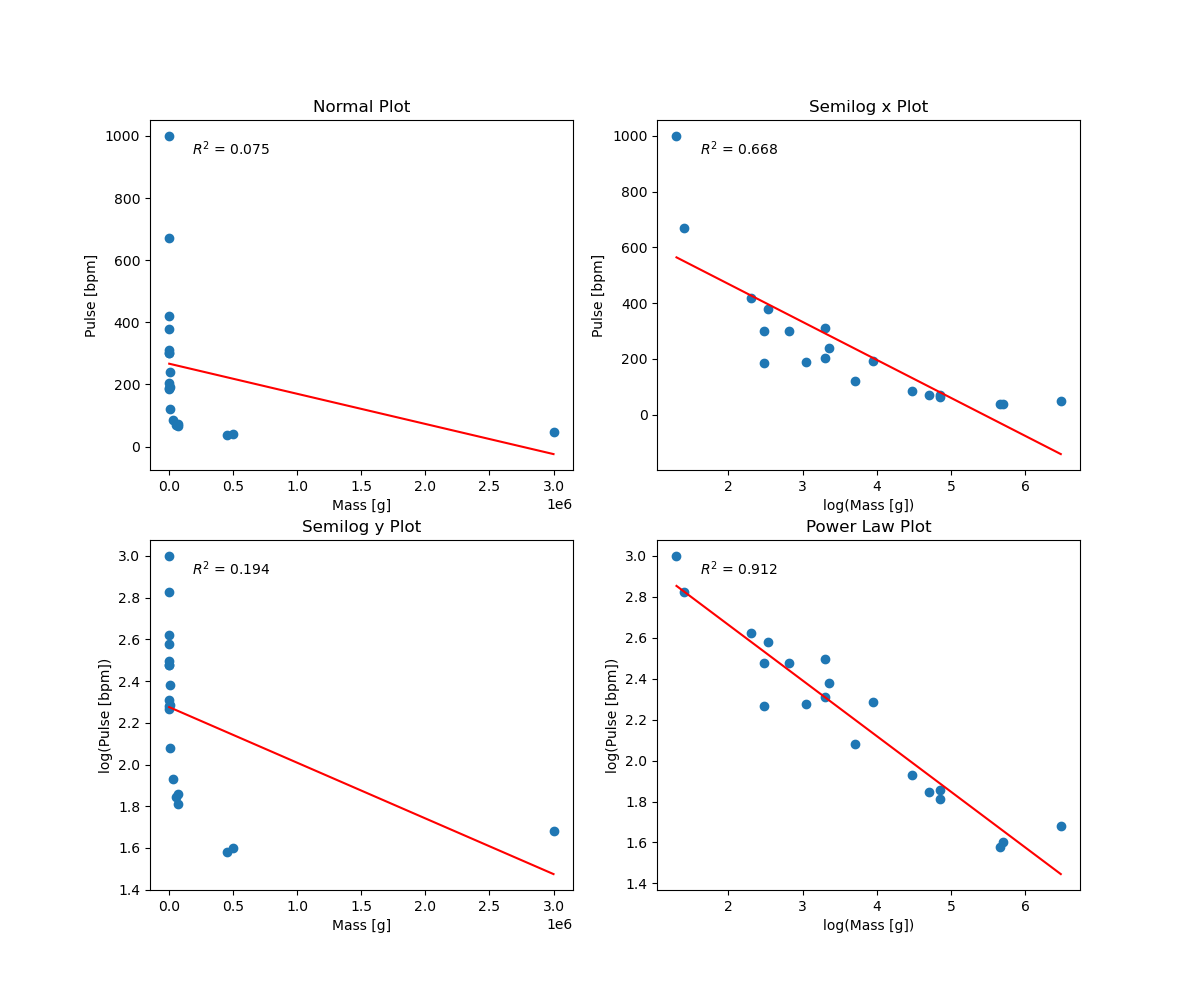 Normal Plot
R² = 0.075
1000
800
600
400
200
0
Pulse [bpm]
0.0 0.5 1.0 1.5 2.0 2.5 3.0
1e6
Mass [g]
Semilog x Plot
R² = 0.668
1000
800
600
400
200
0
Pulse [bpm]
2 3 4 5 6
log(Mass [g])
Semilog y Plot
R² = 0.194
3.0
2.8
2.6
2.4
2.2
2.0
1.8
1.6
1.4
log(Pulse [bpm])
0.0 0.5 1.0 1.5 2.0 2.5 3.0
1e6
Mass [g]
Power Law Plot
R² = 0.912
3.0
2.8
2.6
2.4
2.2
2.0
1.8
1.6
1.4
log(Pulse [bpm])
2 3 4 5 6
log(Mass [g])